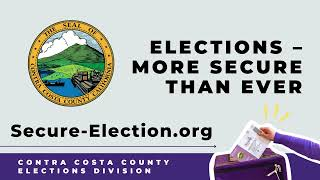 THE SEAL OF
CONTRA COSTA COUNTY, CALIFORNIA
ELECTIONS –
MORE SECURE
THAN EVER
Secure-Election.org
CONTRA COSTA COUNTY
ELECTIONS DIVISION